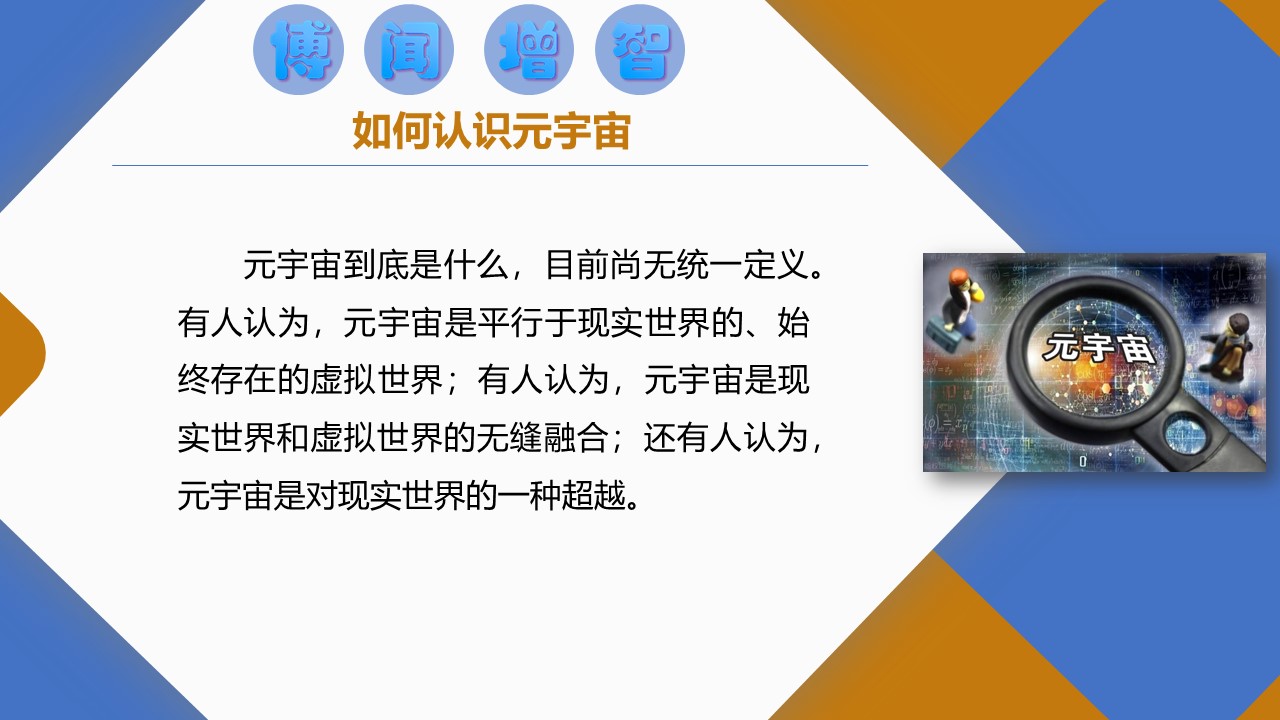 博闻增智
如何认识元宇宙
元宇宙到底是什么，目前尚无统一定义。
有人认为，元宇宙是平行于现实世界的、始
终存在的虚拟世界；有人认为，元宇宙是现
实世界和虚拟世界的无缝融合；还有人认为，
元宇宙是对现实世界的一种超越。
元宇宙